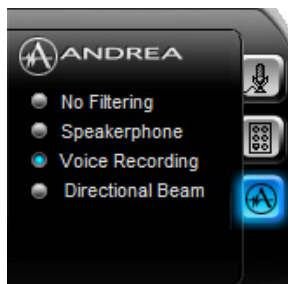 ANDREA
No Filtering
Speakerphone
Voice Recording
Directional Beam